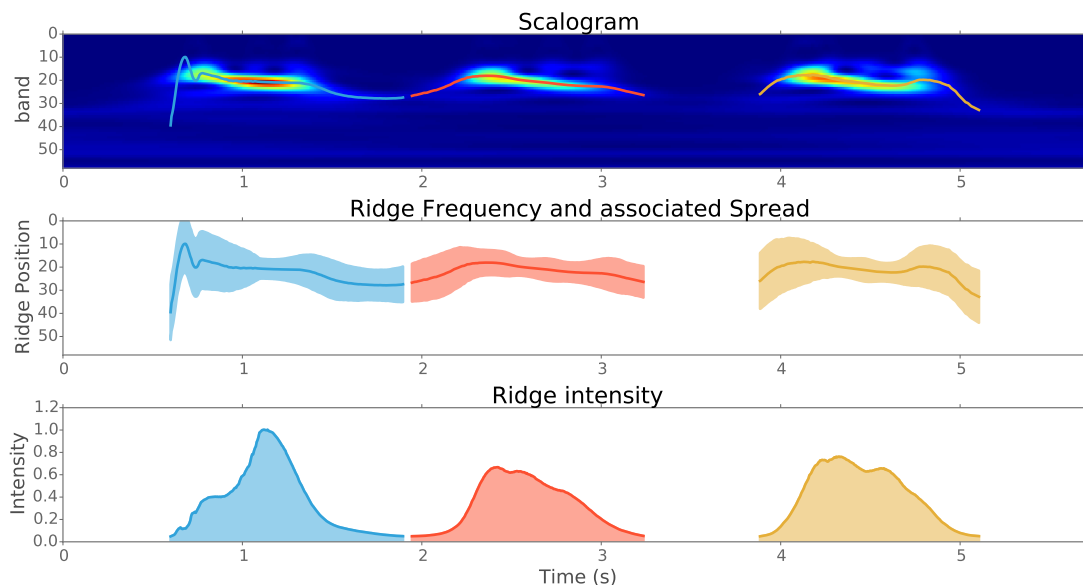 Scalogram
0
10
20
30
40
50
band
0 1 2 3 4 5
Ridge Frequency and associated Spread
0
10
20
30
40
50
Ridge Position
0 1 2 3 4 5
Ridge intensity
1.2
1.0
0.8
0.6
0.4
0.2
0.0
Intensity
0 1 2 3 4 5
Time (s)